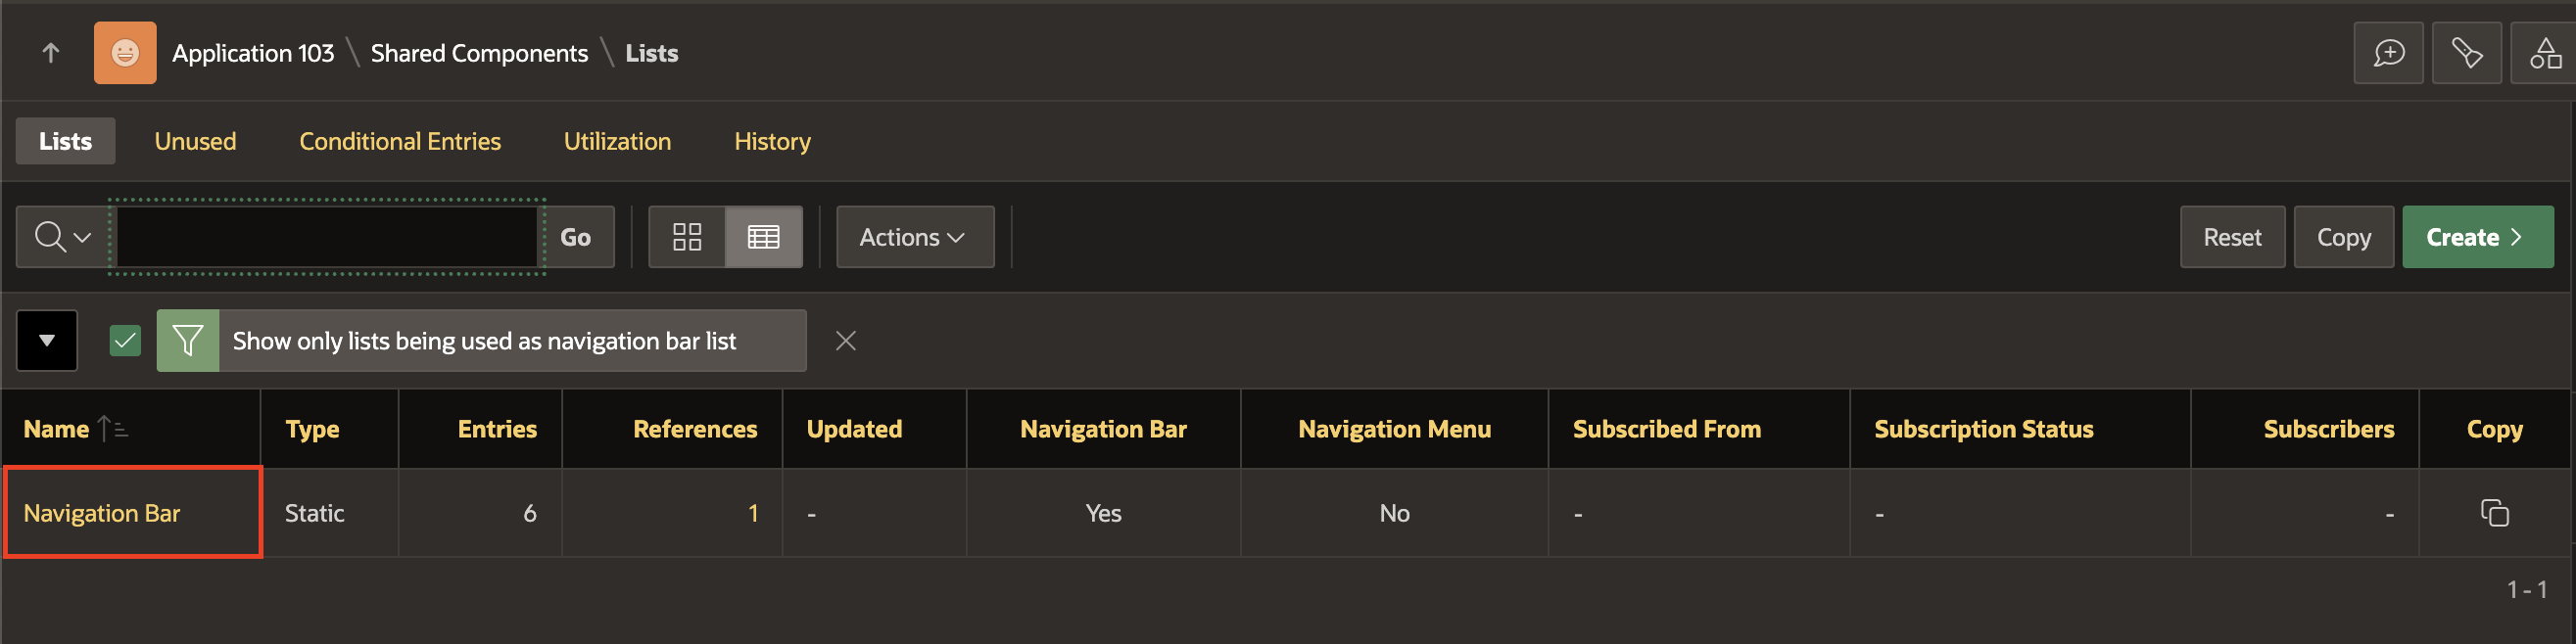 Application 103 \ Shared Components \ Lists
Lists Unused Conditional Entries Utilization History
Go Actions Reset Copy Create
Show only lists being used as navigation bar list
Name Type Entries References Updated Navigation Bar Navigation Menu Subscribed From Subscription Status Subscribers Copy
Navigation Bar Static 6 1 - Yes No - - -
1 - 1